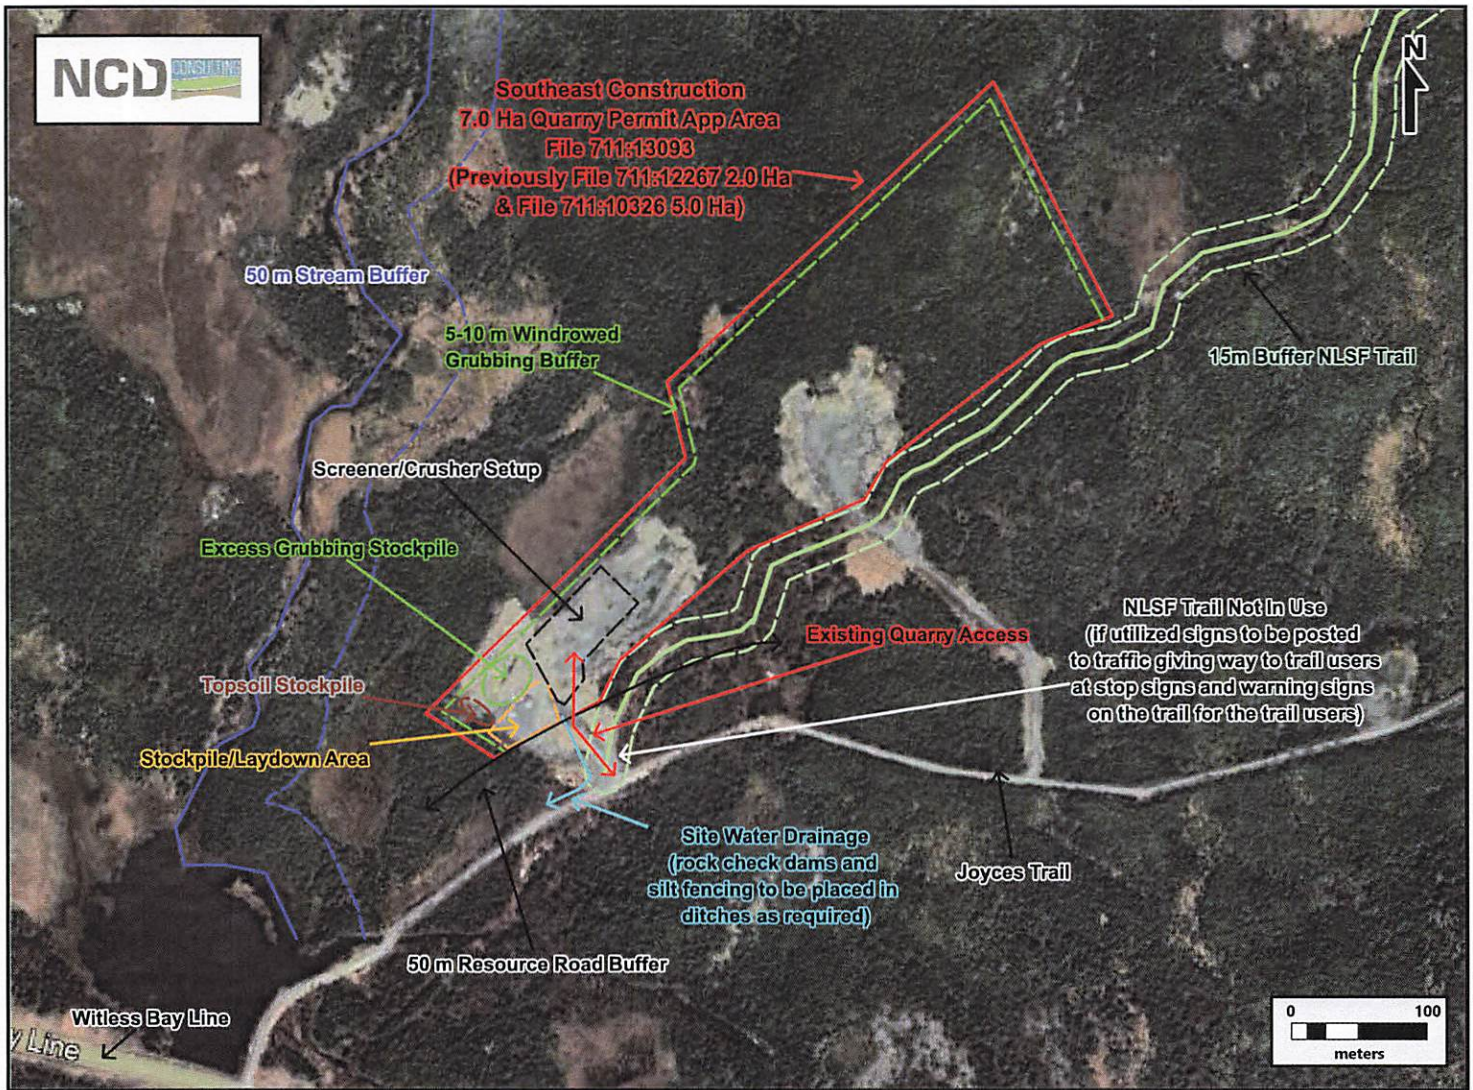 NCD CONSULTING
N
Southeast Construction
7.0 Ha Quarry Permit App Area
File 711:13093
(Previously File 711:12267 2.0 Ha
& File 711:10326 5.0 Ha)
50 m Stream Buffer
5-10 m Windrowed
Grubbing Buffer
15m Buffer NLSF Trail
Screener/Crusher Setup
Excess Grubbing Stockpile
NLSF Trail Not In Use
(if utilized signs to be posted
to traffic giving way to trail users
at stop signs and warning signs
on the trail for the trail users)
Existing Quarry Access
Topsoil Stockpile
Stockpile/Laydown Area
Site Water Drainage
(rock check dams and
silt fencing to be placed in
ditches as required)
Joyces Trail
50 m Resource Road Buffer
Witless Bay Line
y Line
0 100
meters